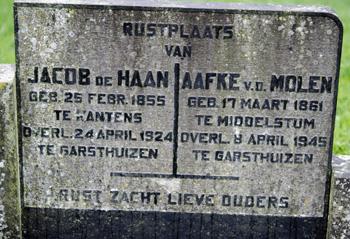 RUSTPLAATS
VAN
JACOB DE HAAN
GEB. 25 FEBR. 1855
TE KANTENS
OVERL. 24 APRIL 1924
TE GARSTHUIZEN
AAFKE V.D. MOLEN
GEB. 17 MAART 1861
TE MIDDELSTUM
OVERL. 8 APRIL 1945
TE GARSTHUIZEN
RUST ZACHT LIEVE OUDERS